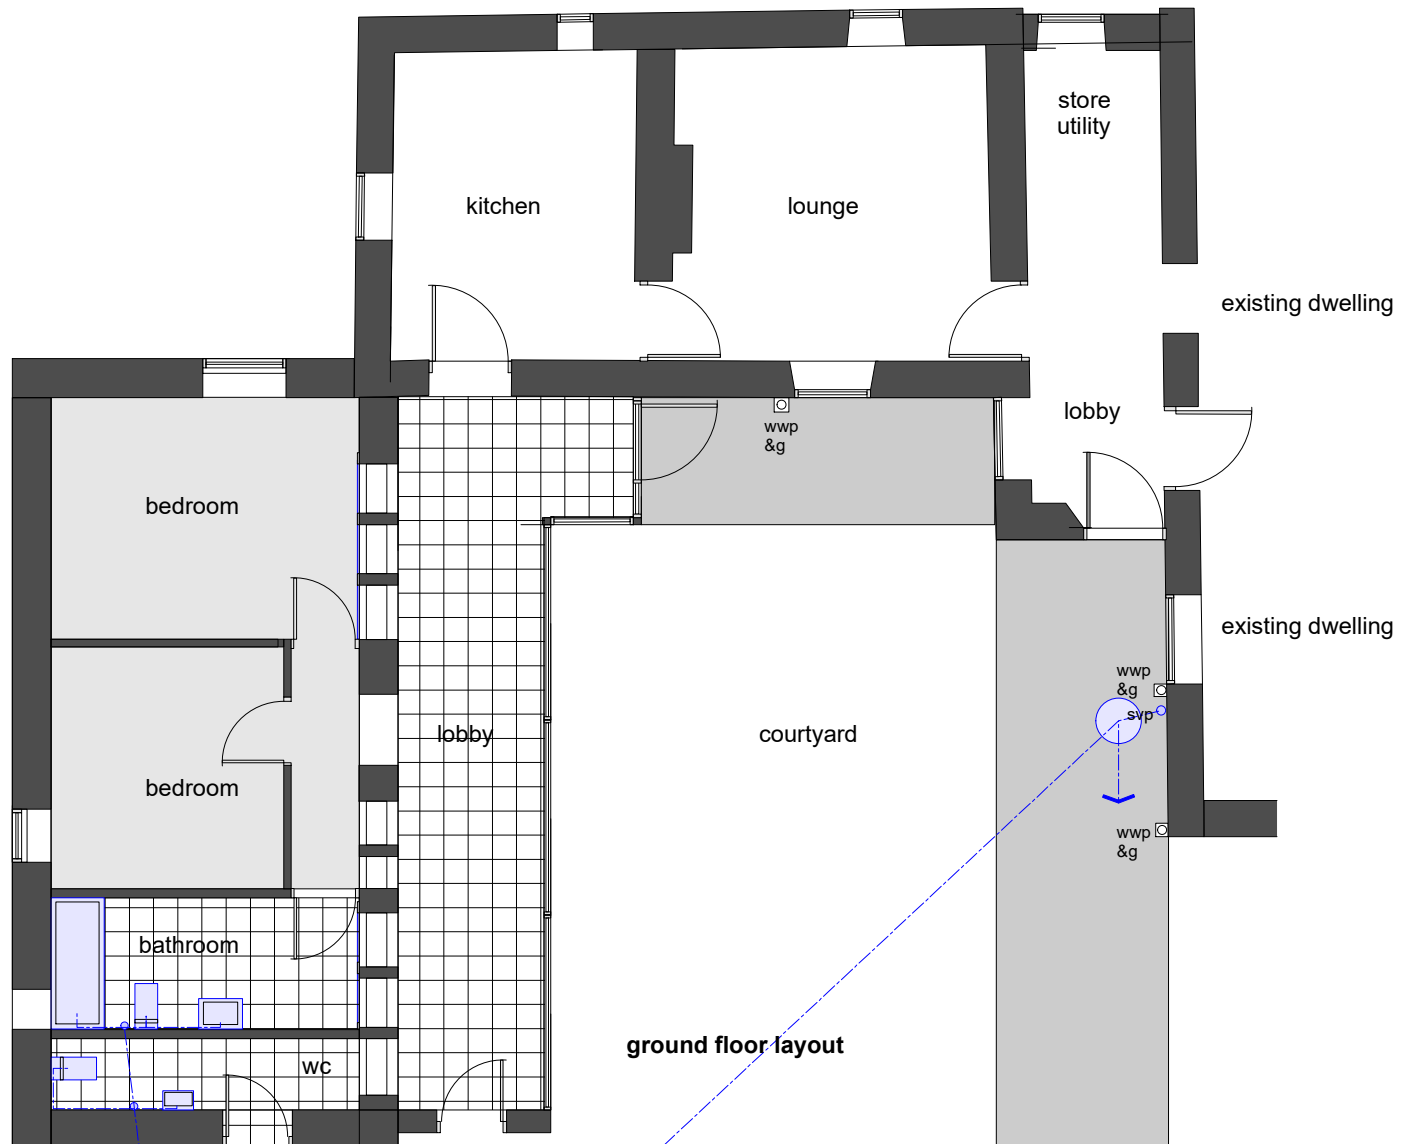 store
utility
kitchen
lounge
existing dwelling
lobby
wwp
&g
bedroom
existing dwelling
wwp
&g
svp
lobby
courtyard
bedroom
wwp
&g
bathroom
ground floor layout
wc